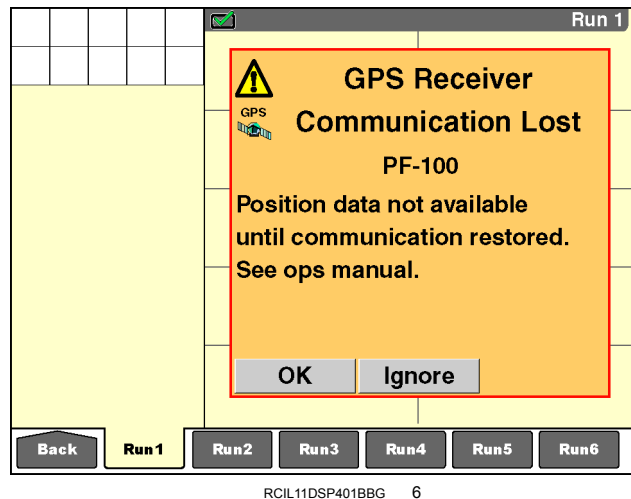 Run 1
GPS Receiver
GPS
Communication Lost
PF-100
Position data not available
until communication restored.
See ops manual.
OK Ignore
Back Run1 Run2 Run3 Run4 Run5 Run6
RCIL11DSP401BBG 6